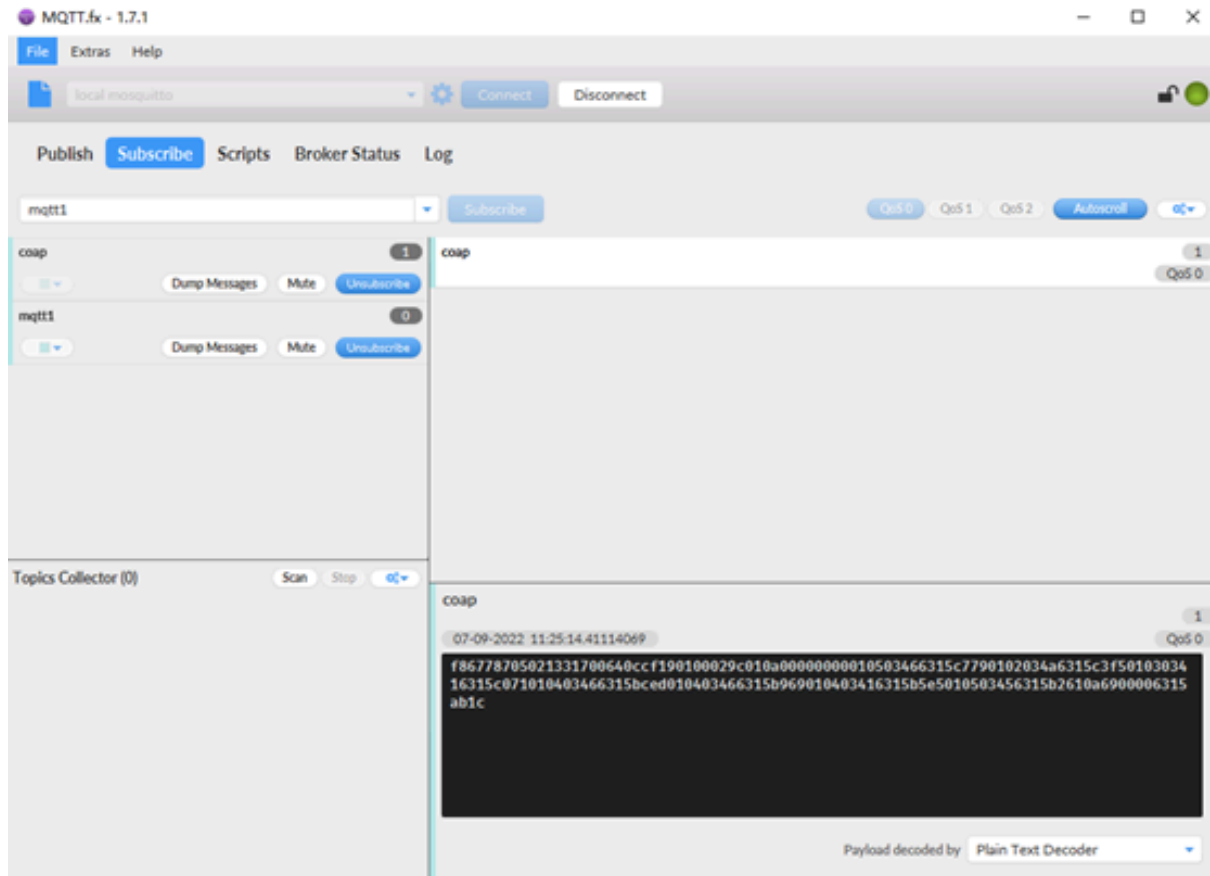 MQTT.fx - 1.7.1
File Extras Help
local mosquitto Connect Disconnect
Publish Subscribe Scripts Broker Status Log
mqtt1 Subscribe QoS 0 QoS 1 QoS 2 Autoscroll
coap 1
Dump Messages Mute Unsubscribe
mqtt1 0
Dump Messages Mute Unsubscribe
coap 1
QoS 0
Topics Collector (0) Scan Stop
coap
1
07-09-2022 11:25:14.41114069 QoS 0
f86778705021331700640ccf190100029c010a0000000010503466315c7790102034a6315c3f50103034
16315c071010403466315bced010403466315b969010403416315b5e5010503456315b2610a6900006315
ab1c
Payload decoded by Plain Text Decoder